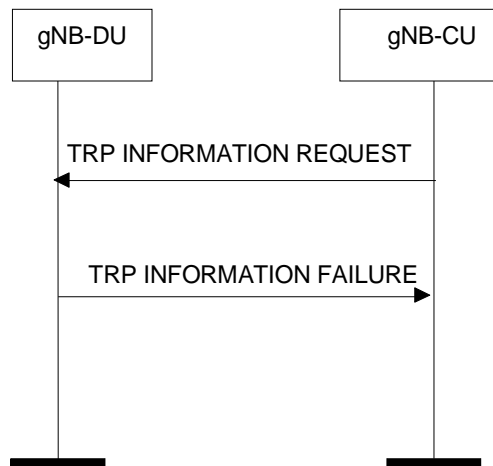 gNB-DU
gNB-CU
TRP INFORMATION REQUEST
TRP INFORMATION FAILURE